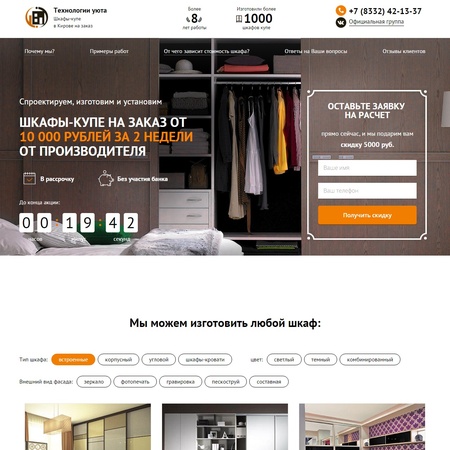 Технологии уюта
Шкафы-купе
в Кирове на заказ
Более
8
лет работы
Изготовили более
1000
шкафов купе
+7 (8332) 42-13-37
Официальная группа
Почему мы?
Примеры работ
От чего зависит стоимость шкафа?
Ответы на Ваши вопросы
Отзывы клиентов
Спроектируем, изготовим и установим
ШКАФЫ-КУПЕ НА ЗАКАЗ ОТ
10 000 РУБЛЕЙ ЗА 2 НЕДЕЛИ
ОТ ПРОИЗВОДИТЕЛЯ
В рассрочку
Без участия банка
До конца акции:
00 19 42
часов
минут
секунд
ОСТАВЬТЕ ЗАЯВКУ
НА РАСЧЕТ
прямо сейчас, и мы подарим вам
скидку 5000 руб.
Ваше имя
Ваш телефон
Получить скидку
Мы можем изготовить любой шкаф:
Тип шкафа: встроенные корпусный угловой шкафы-кровати
цвет: светлый темный комбинированный
Внешний вид фасада: зеркало фотопечать гравировка пескоструй составная